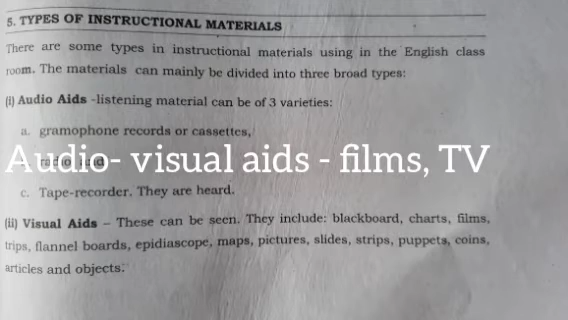 5. TYPES OF INSTRUCTIONAL MATERIALS
There are some types in instructional materials using in the English class
room. The materials can mainly be divided into three broad types:
(i) Audio Aids -listening material can be of 3 varieties:
a. gramophone records or cassettes,
radio and
Audio- visual aids - films, TV
c. Tape-recorder. They are heard.
(ii) Visual Aids – These can be seen. They include: blackboard, charts, films,
trips, flannel boards, epidiascope, maps, pictures, slides, strips, puppets, coins,
articles and objects.